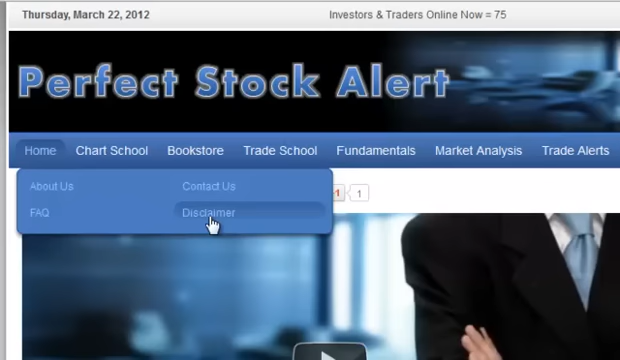 Thursday, March 22, 2012 Investors & Traders Online Now = 75
Perfect Stock Alert
Home Chart School Bookstore Trade School Fundamentals Market Analysis Trade Alerts
About Us Contact Us
1 1
FAQ Disclaimer